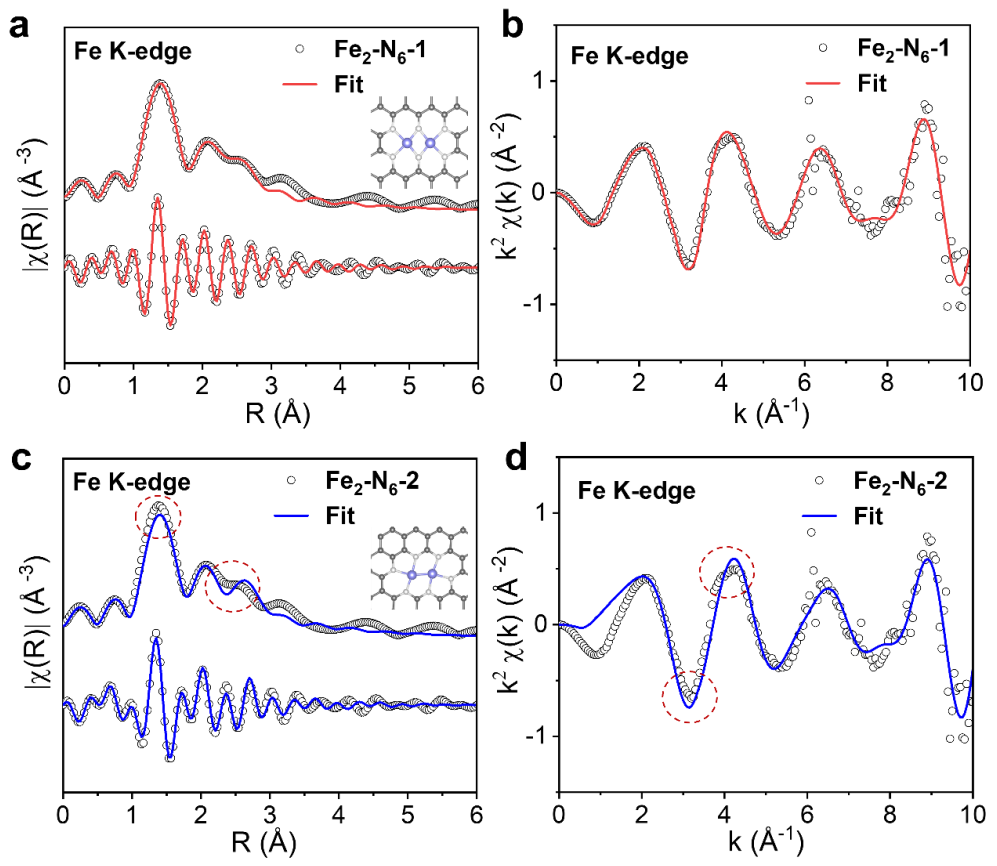 a
Fe K-edge
Fe₂-N₆-1
Fit
|χ(R)| (Å ⁻³)
0 1 2 3 4 5 6
R (Å)
b
Fe K-edge
Fe₂-N₆-1
Fit
k² χ(k) (Å⁻²)
1
0
-1
0 2 4 6 8 10
k (Å⁻¹)
c
Fe K-edge
Fe₂-N₆-2
Fit
|χ(R)| (Å ⁻³)
0 1 2 3 4 5 6
R (Å)
d
Fe K-edge
Fe₂-N₆-2
Fit
k² χ(k) (Å⁻²)
1
0
-1
0 2 4 6 8 10
k (Å⁻¹)